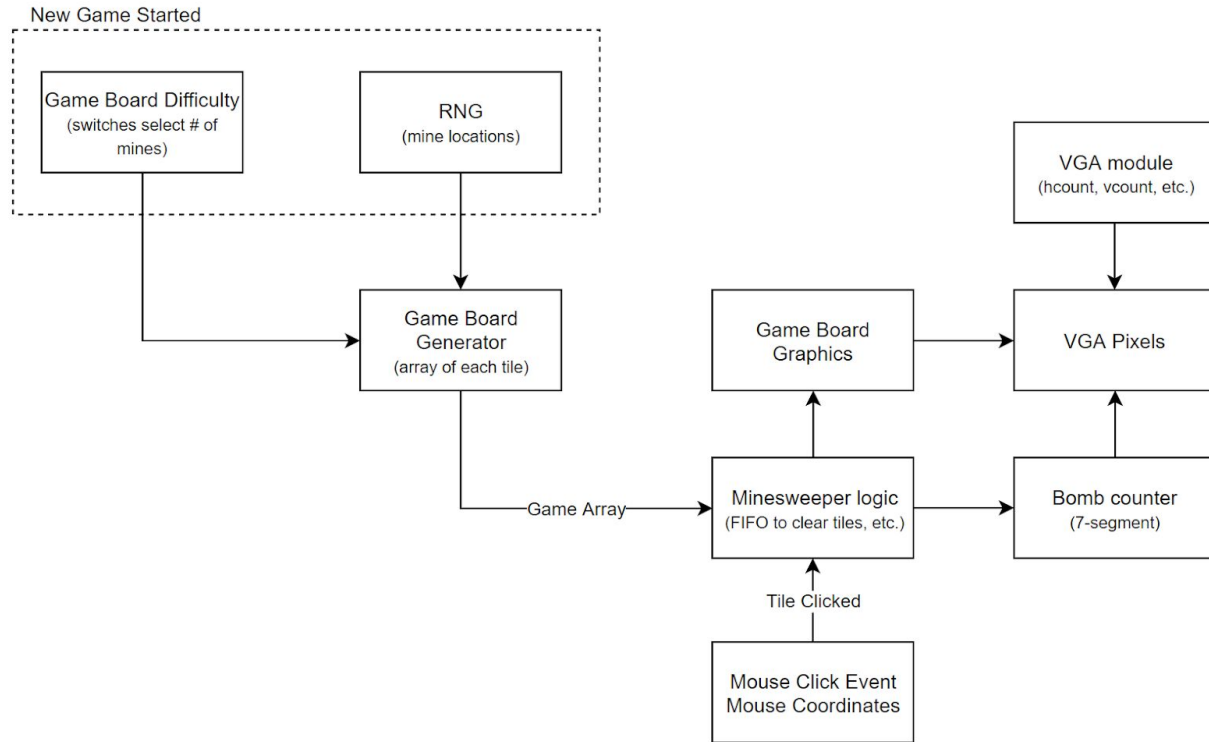 New Game Started
Game Board Difficulty
(switches select # of
mines)
RNG
(mine locations)
VGA module
(hcount, vcount, etc.)
Game Board
Generator
(array of each tile)
Game Board
Graphics
VGA Pixels
Game Array
Minesweeper logic
(FIFO to clear tiles, etc.)
Bomb counter
(7-segment)
Tile Clicked
Mouse Click Event
Mouse Coordinates